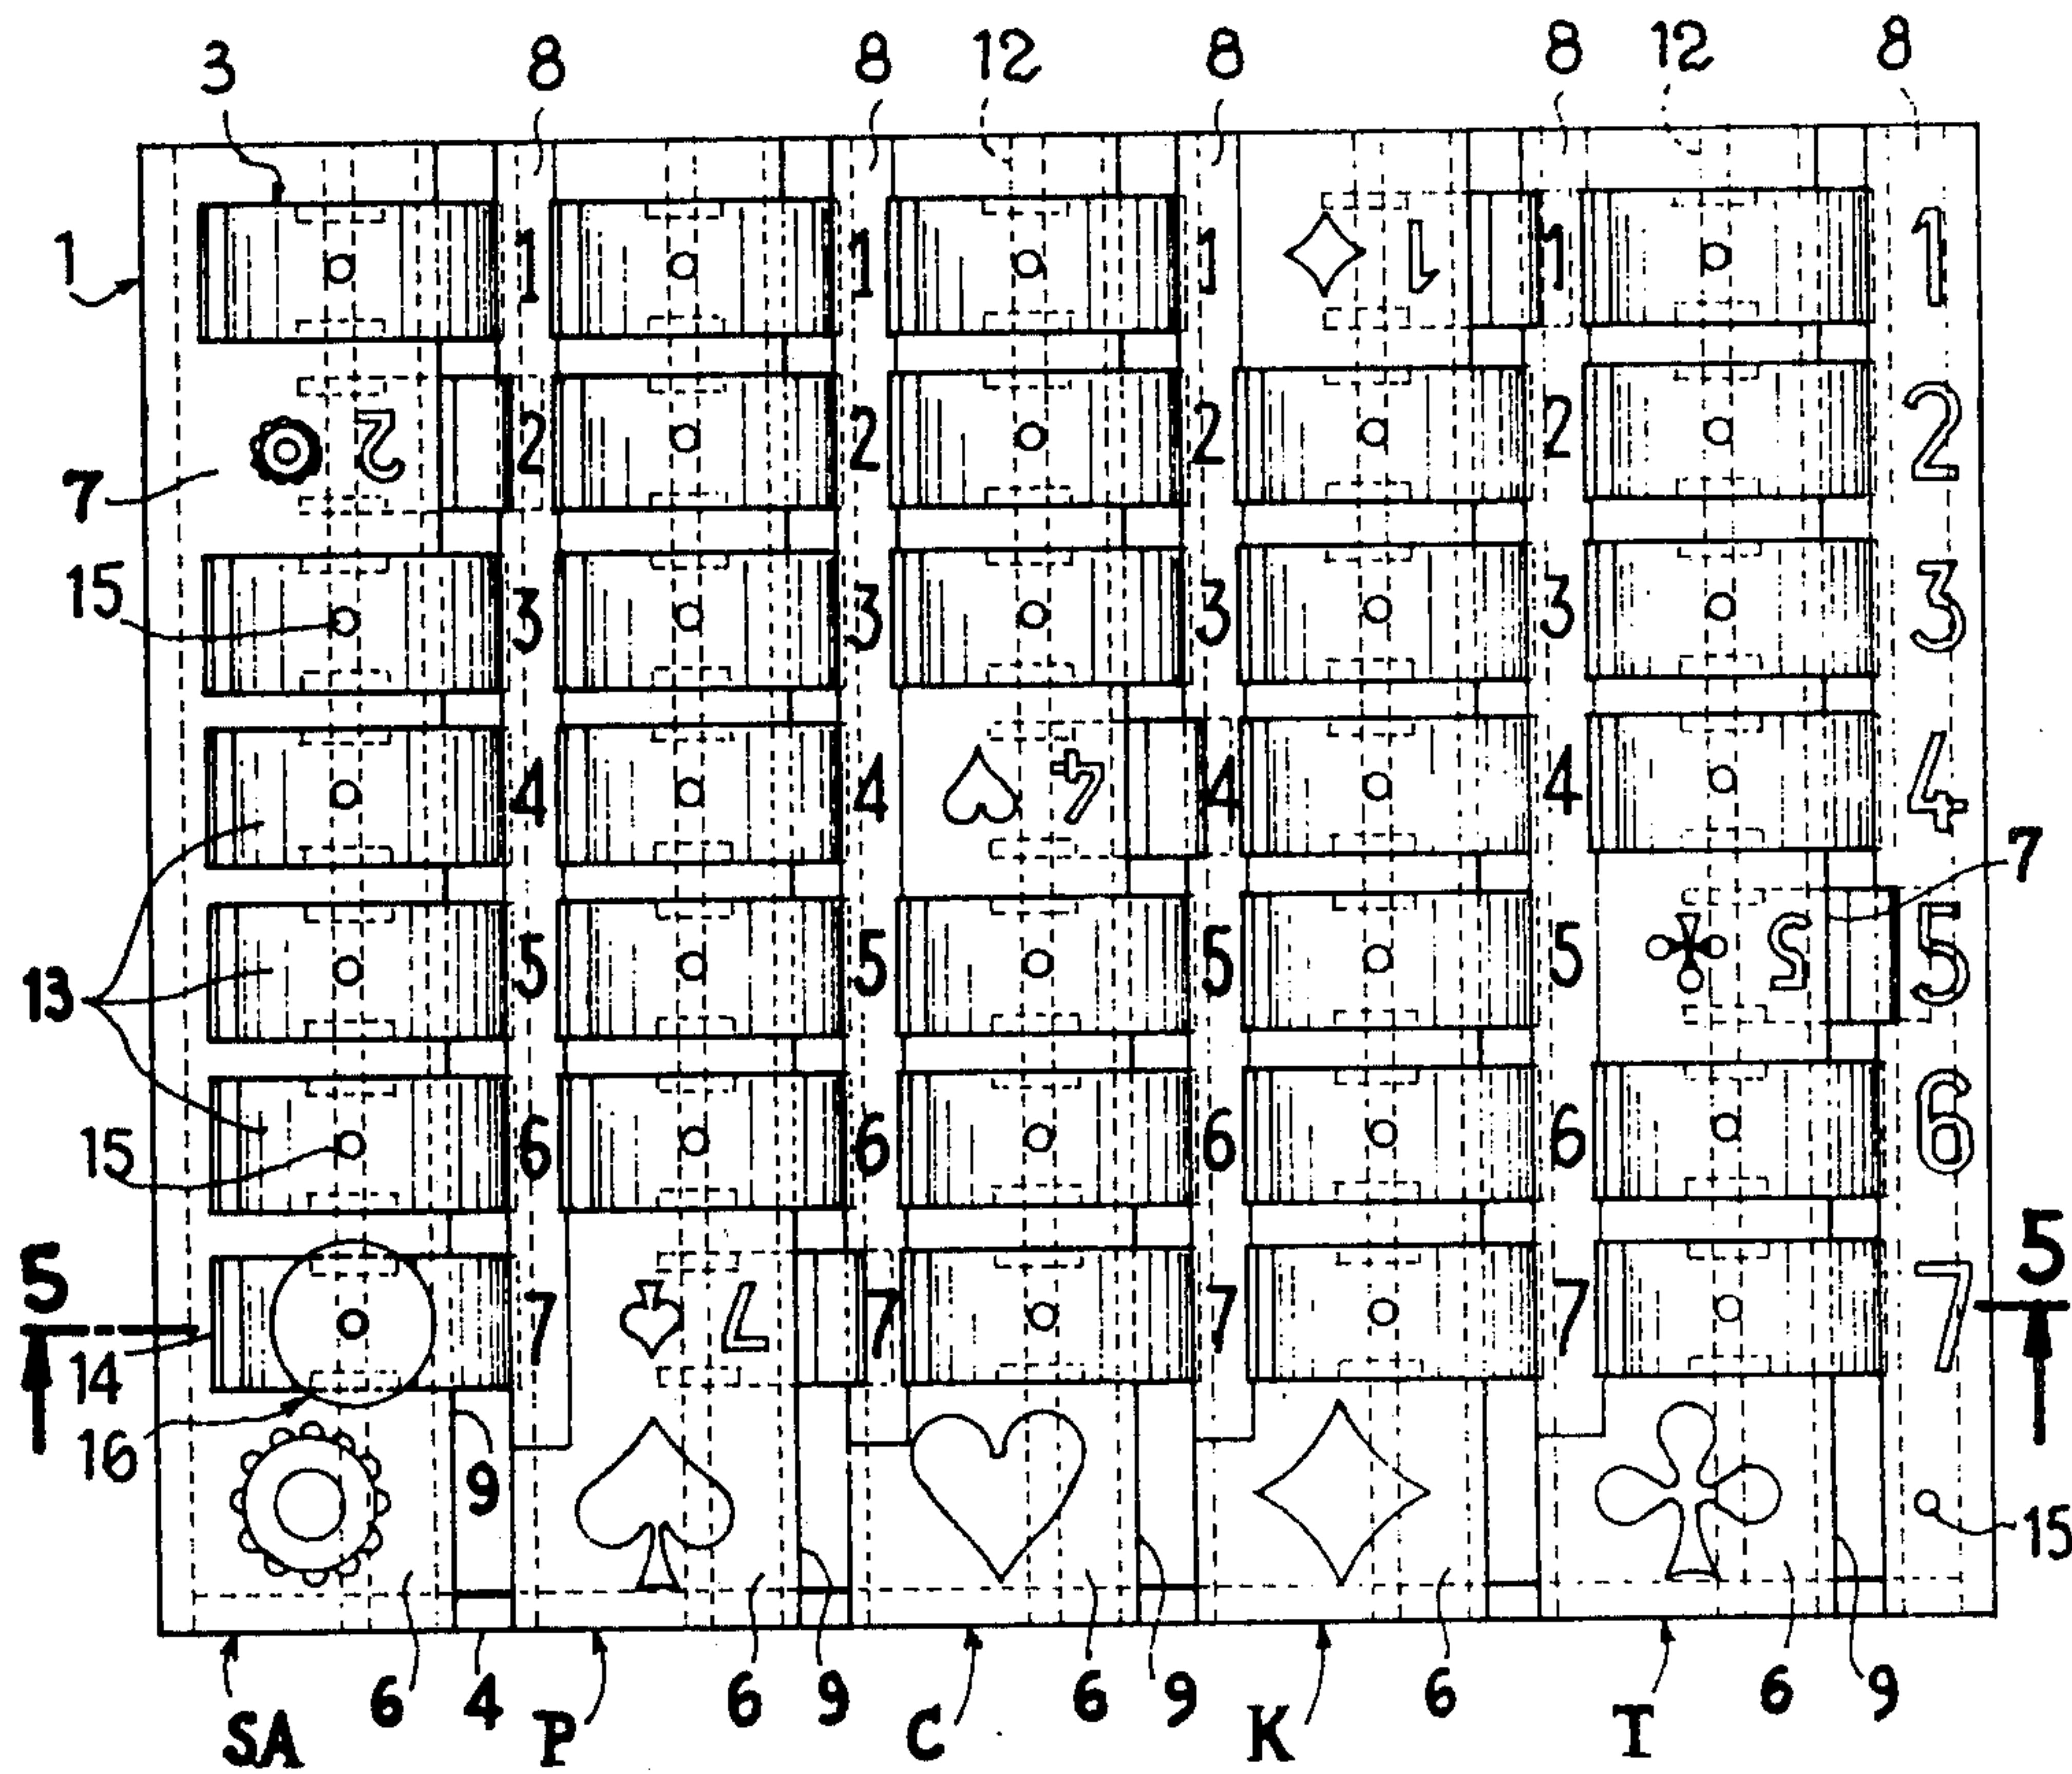 3 8 8 12 8 8 12 8
1 1 1 1 1 1 1
7 2 2 2 2 2 2
15 3 3 3 3 3
4 4 4 4 4 4
7
13 5 5 5 5 5 5
15 6 6 6 6 6
5 7 7 7 7 7 7 5
14
16
9 15
6 4 6 9 6 9 6 6 9
SA P C K T